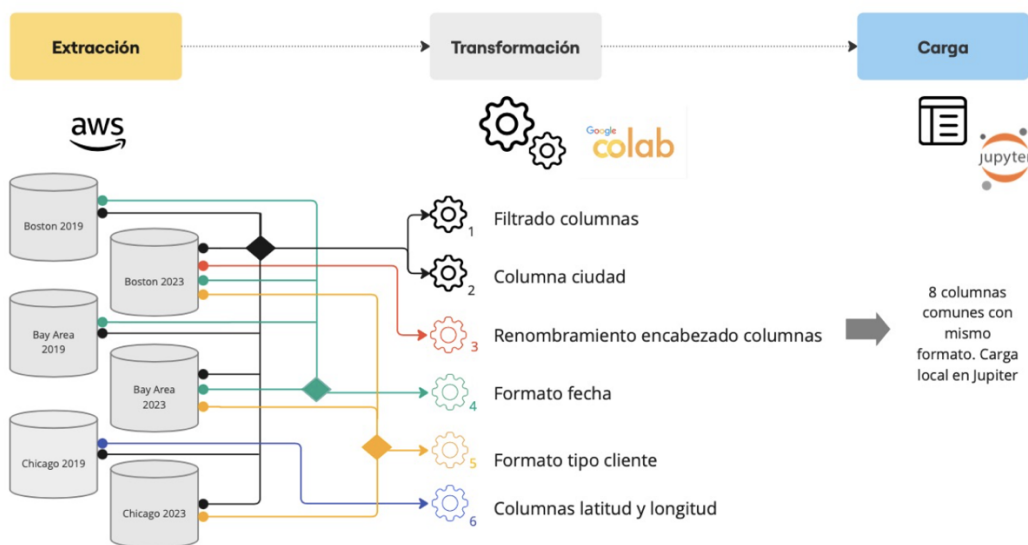 Extracción
Transformación
Carga
aws
Google
colab
jupyter
Boston 2019
Boston 2023
Bay Area
2019
Bay Area
2023
Chicago 2019
Chicago 2023
1
Filtrado columnas
2
Columna ciudad
3
Renombramiento encabezado columnas
4
Formato fecha
5
Formato tipo cliente
6
Columnas latitud y longitud
8 columnas
comunes con
mismo
formato. Carga
local en Jupiter